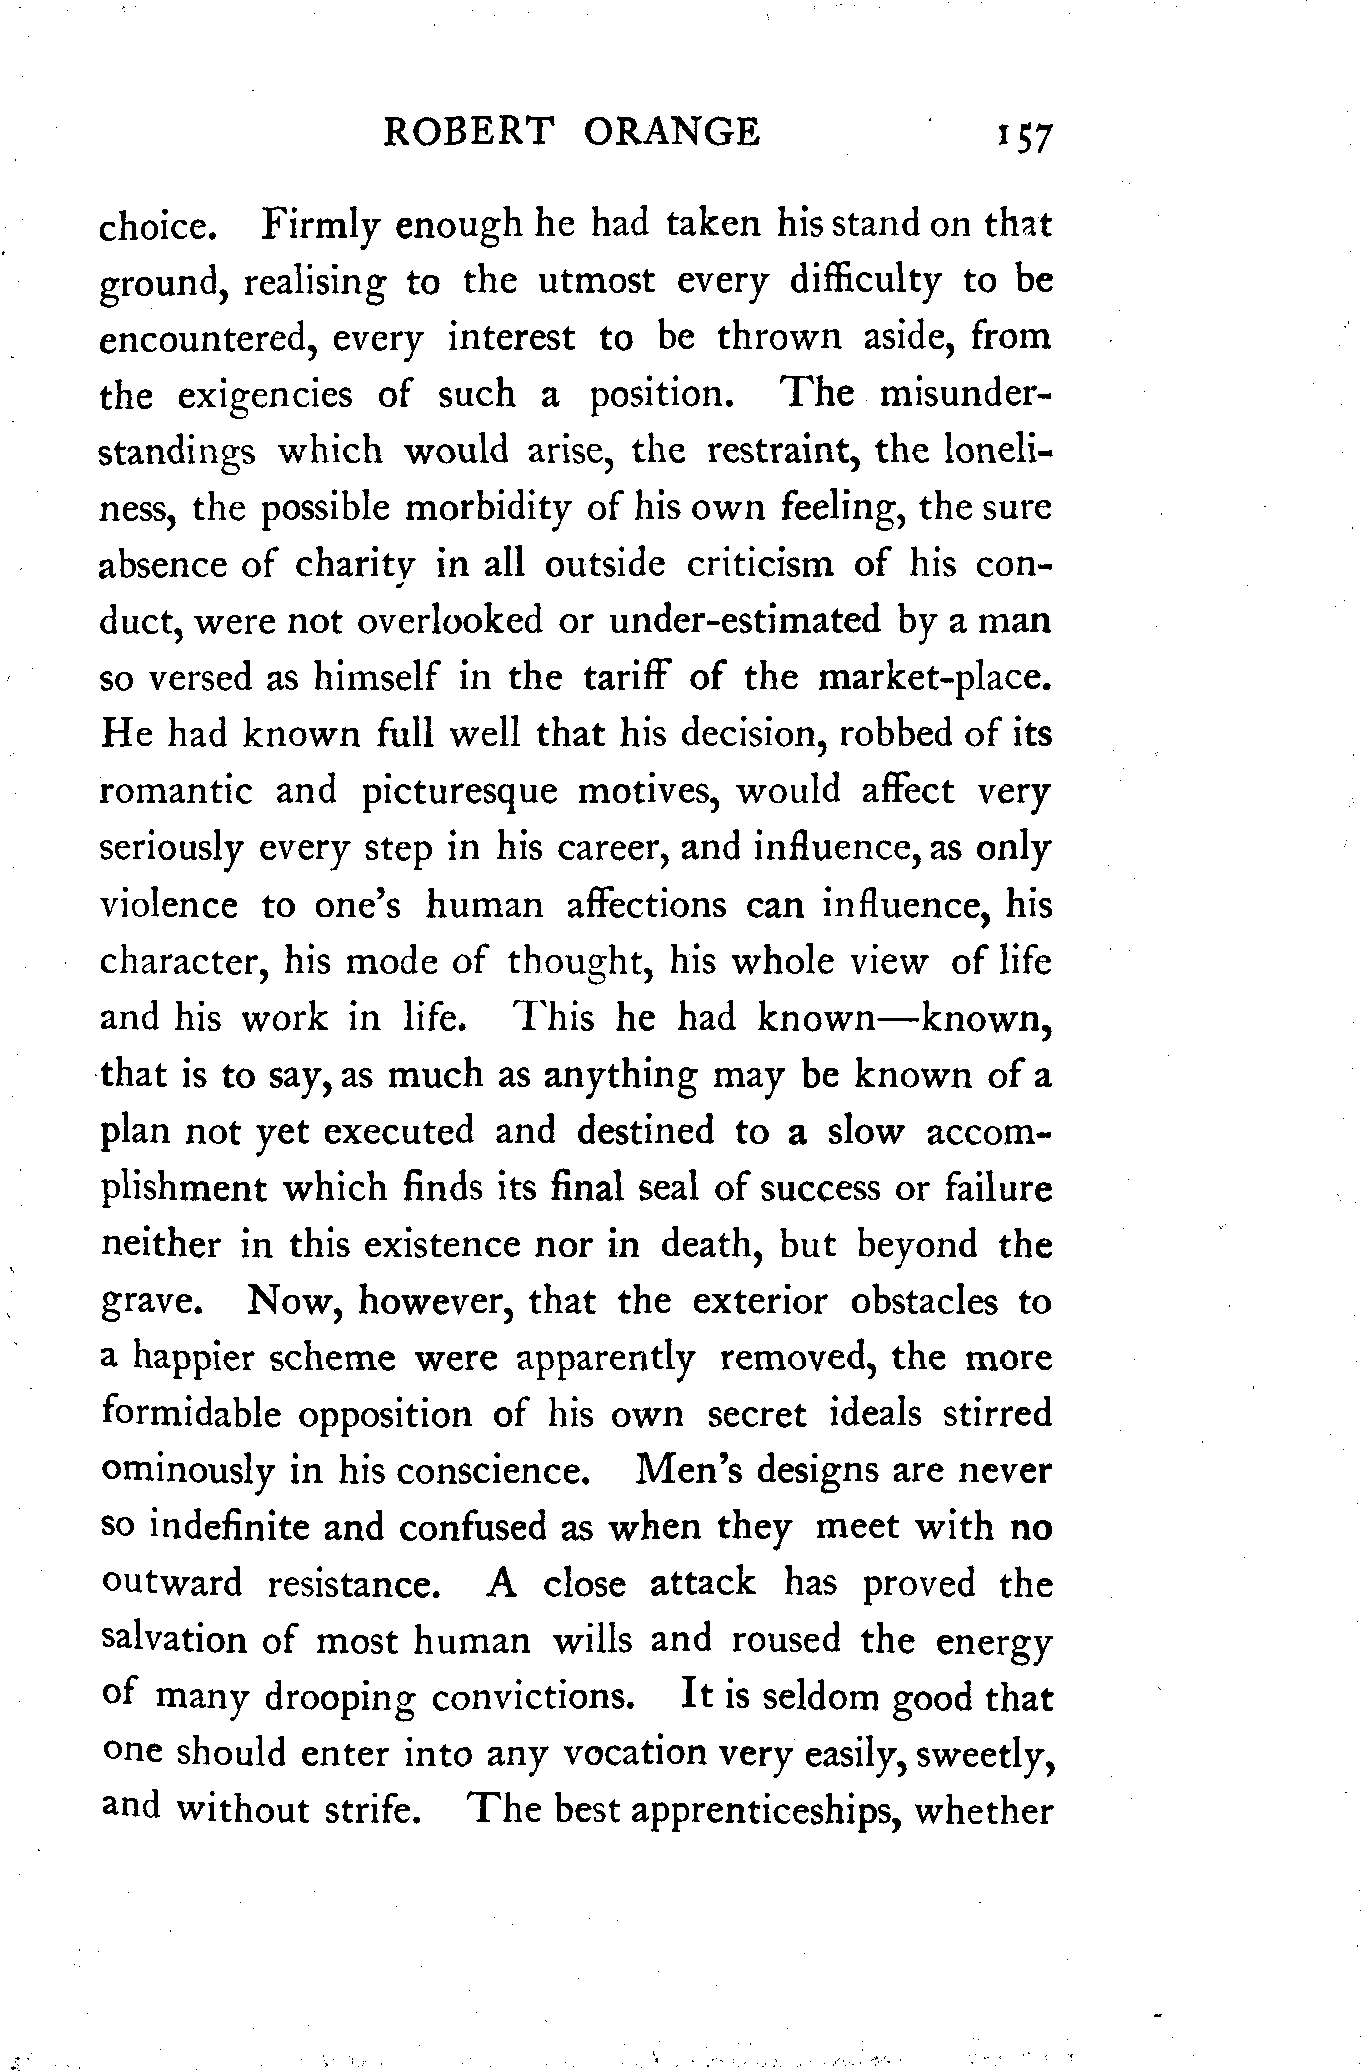 ROBERT ORANGE 157
choice. Firmly enough he had taken his stand on that
ground, realising to the utmost every difficulty to be
encountered, every interest to be thrown aside, from
the exigencies of such a position. The misunder-
standings which would arise, the restraint, the loneli-
ness, the possible morbidity of his own feeling, the sure
absence of charity in all outside criticism of his con-
duct, were not overlooked or under-estimated by a man
so versed as himself in the tariff of the market-place.
He had known full well that his decision, robbed of its
romantic and picturesque motives, would affect very
seriously every step in his career, and influence, as only
violence to one's human affections can influence, his
character, his mode of thought, his whole view of life
and his work in life. This he had known—known,
that is to say, as much as anything may be known of a
plan not yet executed and destined to a slow accom-
plishment which finds its final seal of success or failure
neither in this existence nor in death, but beyond the
grave. Now, however, that the exterior obstacles to
a happier scheme were apparently removed, the more
formidable opposition of his own secret ideals stirred
ominously in his conscience. Men's designs are never
so indefinite and confused as when they meet with no
outward resistance. A close attack has proved the
salvation of most human wills and roused the energy
of many drooping convictions. It is seldom good that
one should enter into any vocation very easily, sweetly,
and without strife. The best apprenticeships, whether